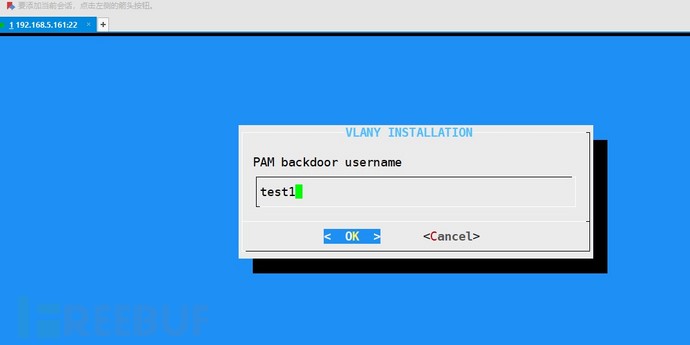 要添加当前会话，点击左侧的箭头按钮。
1 192.168.5.161:22 × +
VLANY INSTALLATION
PAM backdoor username
test1
< OK > <Cancel>
REEBUF